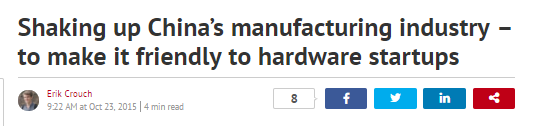 Shaking up China's manufacturing industry –
to make it friendly to hardware startups
Erik Crouch
9:22 AM at Oct 23, 2015 | 4 min read
8
f
in